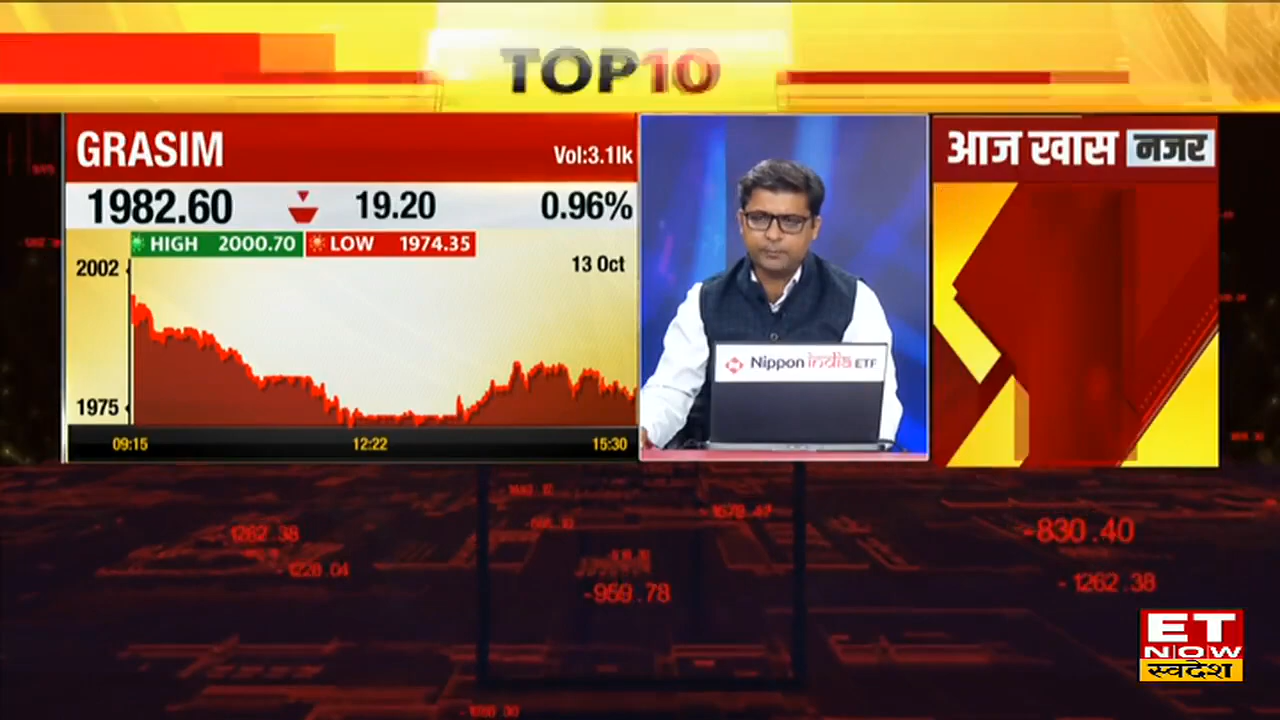 TOP10
GRASIM
Vol:3.1lk
1982.60 19.20 0.96%
HIGH 2000.70 LOW 1974.35
13 Oct
2002
1975
09:15 12:22 15:30
Nippon india ETF
आज खास नजर
-1262.38
-1228.04
-959.78
-830.40
-1262.38
ET
NOW
स्वदेश